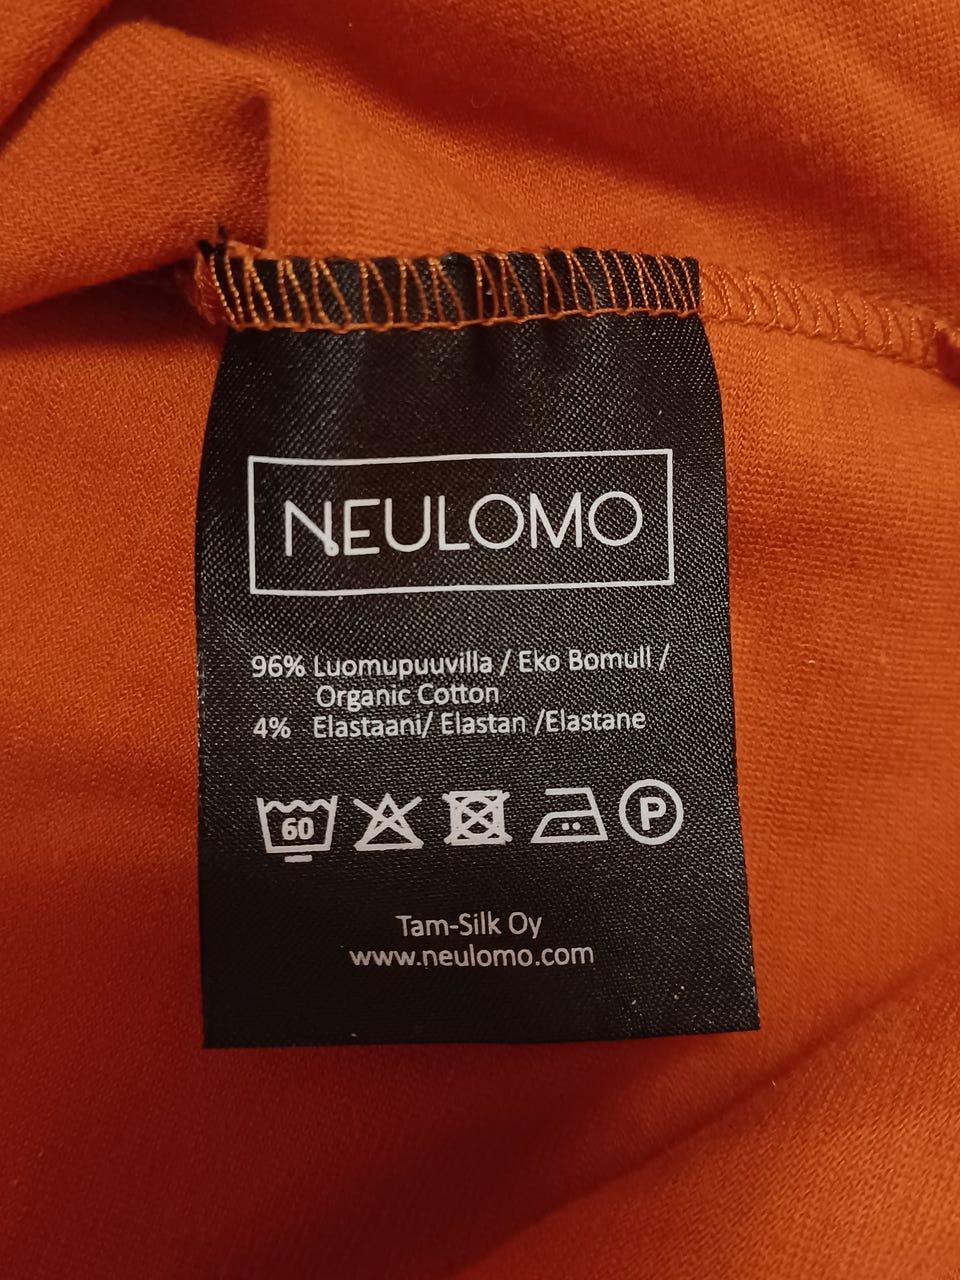 NEULOMO
96% Luomupuuvilla / Eko Bomull /
Organic Cotton
4% Elastaani/ Elastan /Elastane
60
P
Tam-Silk Oy
www.neulomo.com